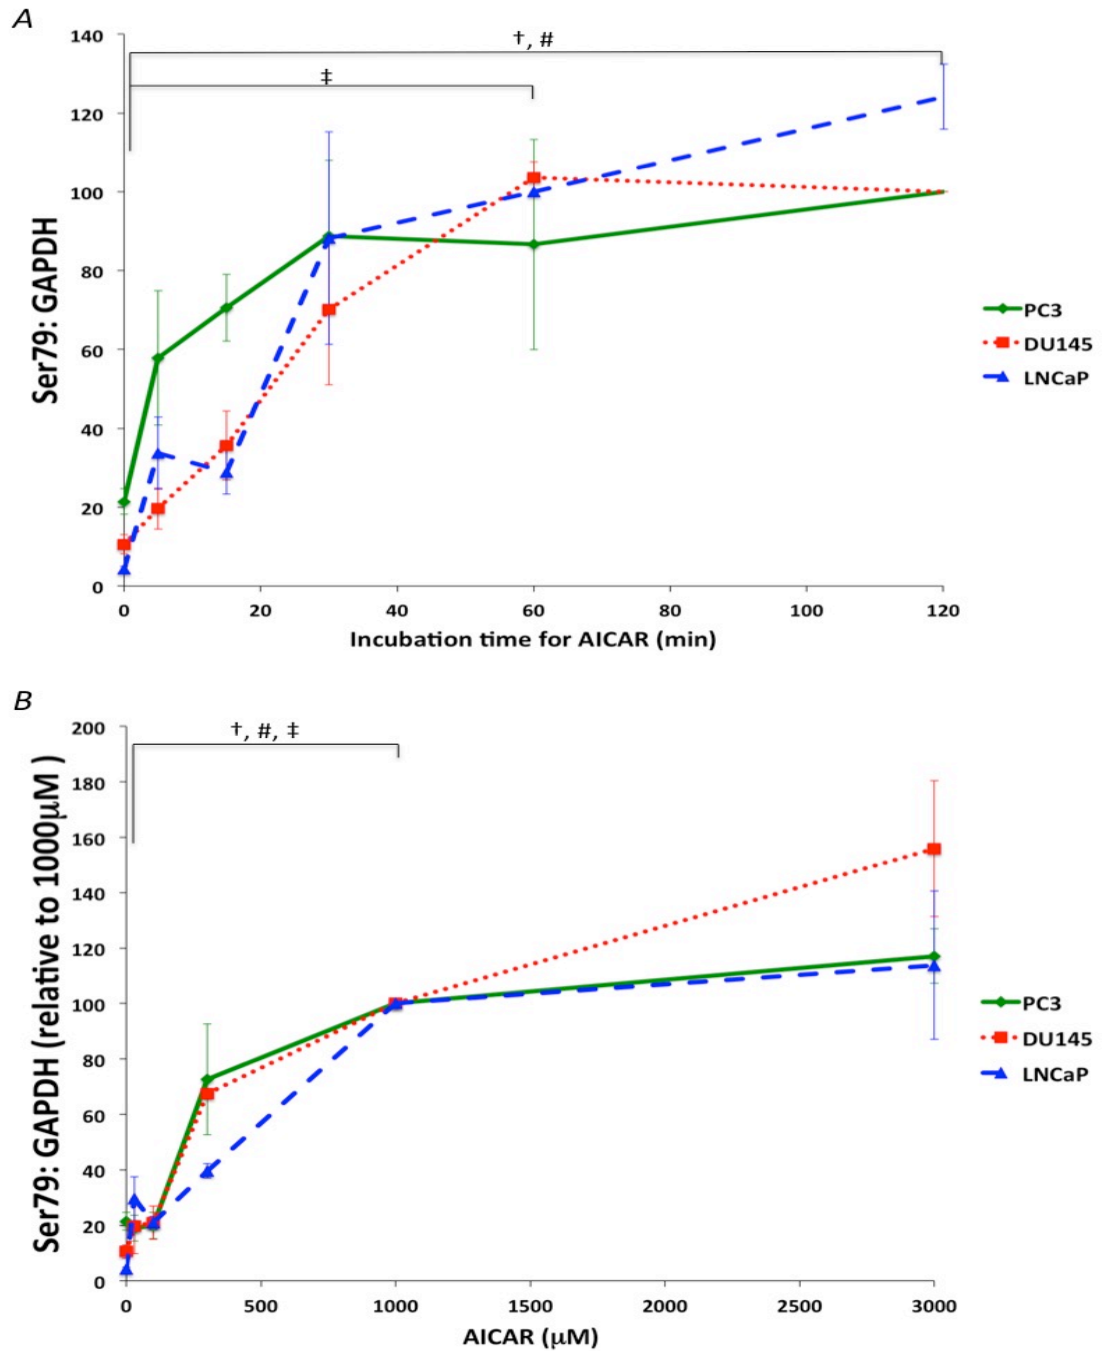 A
†, #
‡
140
120
100
80
60
40
20
0
Ser79: GAPDH
0 20 40 60 80 100 120
Incubation time for AICAR (min)
PC3
DU145
LNCaP
B
†, #, ‡
200
180
160
140
120
100
80
60
40
20
0
Ser79: GAPDH (relative to 1000µM )
0 500 1000 1500 2000 2500 3000
AICAR (µM)
PC3
DU145
LNCaP